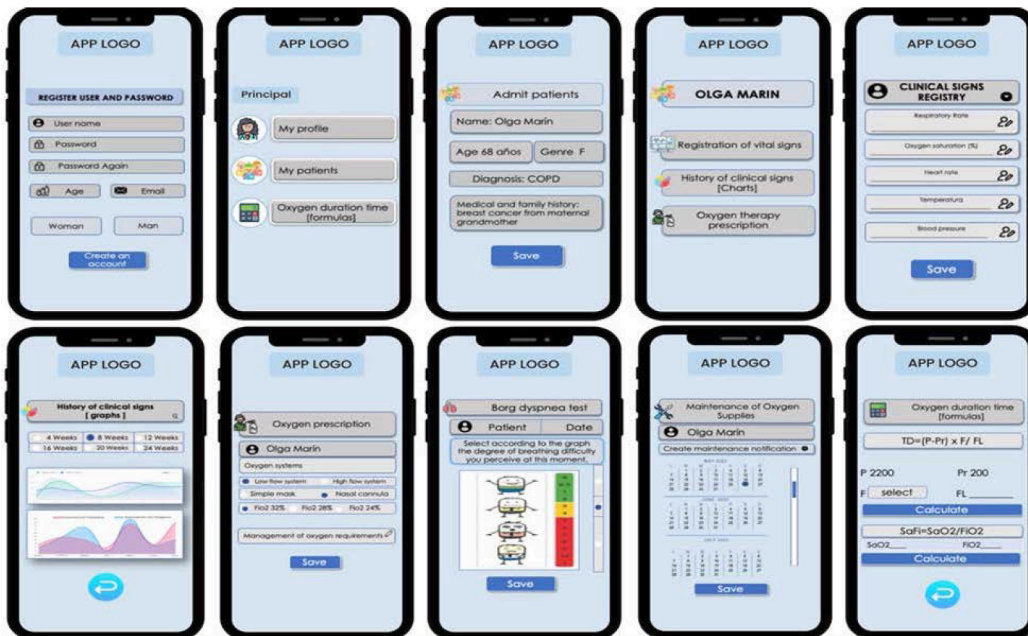 APP LOGO
REGISTER USER AND PASSWORD
User name
Password
Password Again
Age
Email
Woman
Man
Create an
account
APP LOGO
Principal
My profile
My patients
Oxygen duration time
[formulas]
APP LOGO
Admit patients
Name: Olga Marín
Age 68 años
Genre F
Diagnosis: COPD
Medical and family history:
breast cancer from maternal
grandmother
Save
APP LOGO
OLGA MARIN
Registration of vital signs
History of clinical signs
[Charts]
Oxygen therapy
prescription
APP LOGO
CLINICAL SIGNS
REGISTRY
Respiratory Rate
Oxygen saturation (%)
Heart rate
Temperatura
Blood pressure
Save
APP LOGO
History of clinical signs
[ graphs ]
4 Weeks
8 Weeks
12 Weeks
16 Weeks
20 Weeks
24 Weeks
APP LOGO
Oxygen prescription
Olga Marín
Oxygen systems
Low flow system
High flow system
Simple mask
Nasal cannula
Fio2 32%
Fio2 28%
Fio2 24%
Management of oxygen requirements
Save
APP LOGO
Borg dyspnea test
Patient
Date
Select according to the graph
the degree of breathing difficulty
you perceive at this moment.
Save
APP LOGO
Maintenance of Oxygen
Supplies
Olga Marín
Create maintenance notification
Save
APP LOGO
Oxygen duration time
[formulas]
TD=(P-Pr) x F/ FL
P 2200
Pr 200
F select
FL
Calculate
SaFi=SaO2/FiO2
SaO2
FiO2
Calculate